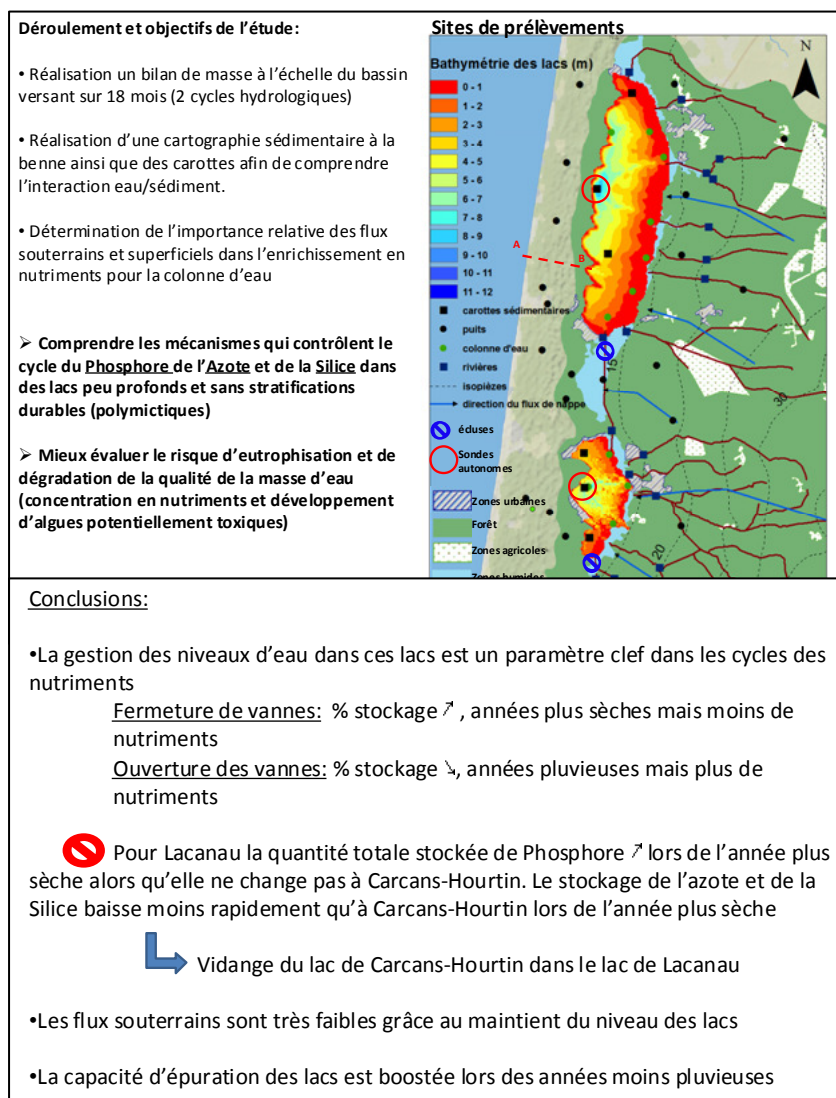 Déroulement et objectifs de l'étude:
• Réalisation un bilan de masse à l'échelle du bassin
versant sur 18 mois (2 cycles hydrologiques)
• Réalisation d'une cartographie sédimentaire à la
benne ainsi que des carottes afin de comprendre
l'interaction eau/sédiment.
• Détermination de l'importance relative des flux
souterrains et superficiels dans l'enrichissement en
nutriments pour la colonne d'eau
➢ Comprendre les mécanismes qui contrôlent le
cycle du Phosphore de l'Azote et de la Silice dans
des lacs peu profonds et sans stratifications
durables (polymictiques)
➢ Mieux évaluer le risque d'eutrophisation et de
dégradation de la qualité de la masse d'eau
(concentration en nutriments et développement
d'algues potentiellement toxiques)
Sites de prélèvements
N
Bathymétrie des lacs (m)
0 - 1
1 - 2
2 - 3
3 - 4
4 - 5
5 - 6
6 - 7
7 - 8
8 - 9
9 - 10
10 - 11
11 - 12
A
B
carottes sédimentaires
puits
colonne d'eau
rivières
isopièzes
direction du flux de nappe
éduses
Sondes
autonomes
Zones urbaines
Forêt
Zones agricoles
Zones humides
15
30
20
Conclusions:
•La gestion des niveaux d'eau dans ces lacs est un paramètre clef dans les cycles des
nutriments
Fermeture de vannes: % stockage ↗ , années plus sèches mais moins de
nutriments
Ouverture des vannes: % stockage ↘, années pluvieuses mais plus de
nutriments
Pour Lacanau la quantité totale stockée de Phosphore ↗ lors de l'année plus
sèche alors qu'elle ne change pas à Carcans-Hourtin. Le stockage de l'azote et de la
Silice baisse moins rapidement qu'à Carcans-Hourtin lors de l'année plus sèche
Vidange du lac de Carcans-Hourtin dans le lac de Lacanau
•Les flux souterrains sont très faibles grâce au maintient du niveau des lacs
•La capacité d'épuration des lacs est boostée lors des années moins pluvieuses